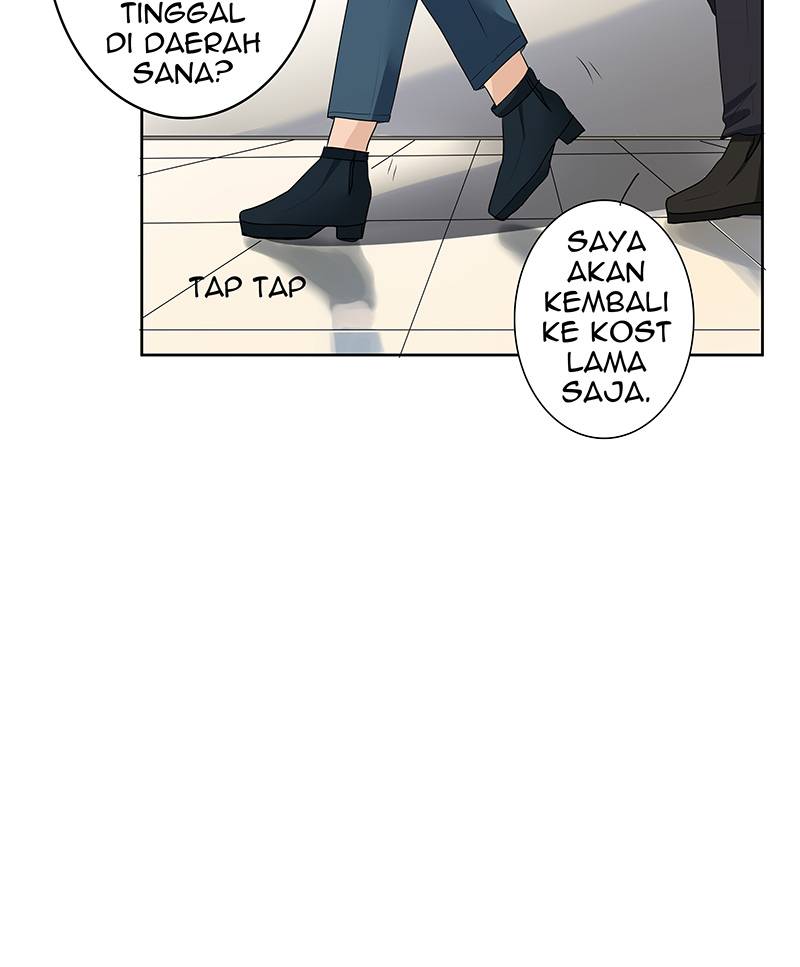 TINGGAL
DI DAERAH
SANA?
TAP TAP
SAYA
AKAN
KEMBALI
KE KOST
LAMA
SAJA.